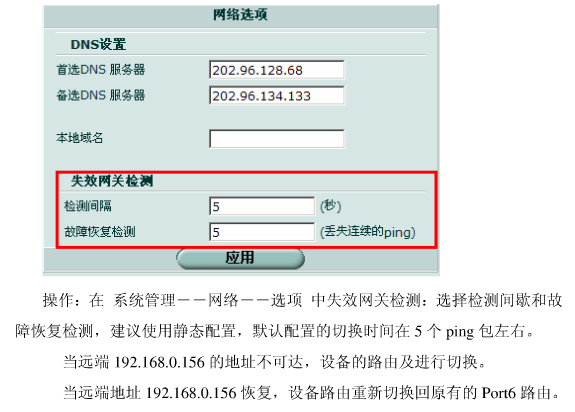 网络选项
DNS设置
首选DNS 服务器 202.96.128.68
备选DNS 服务器 202.96.134.133
本地域名
失效网关检测
检测间隔 5 (秒)
故障恢复检测 5 (丢失连续的ping)
应用
操作：在 系统管理－－网络－－选项 中失效网关检测：选择检测间歇和故
障恢复检测，建议使用静态配置，默认配置的切换时间在 5 个 ping 包左右。
当远端 192.168.0.156 的地址不可达，设备的路由及进行切换。
当远端地址 192.168.0.156 恢复，设备路由重新切换回原有的 Port6 路由。